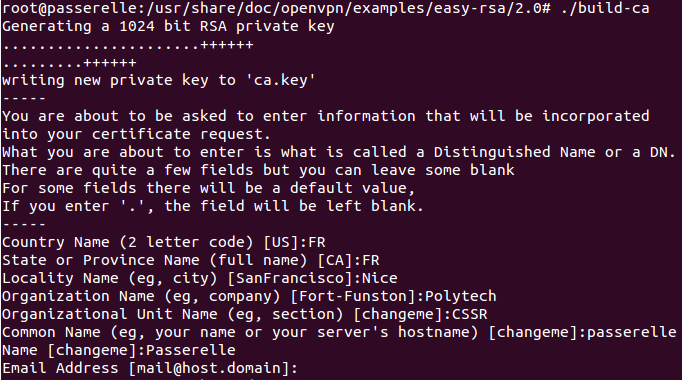 root@passerelle:/usr/share/doc/openvpn/examples/easy-rsa/2.0# ./build-ca
Generating a 1024 bit RSA private key
......................++++++
.........++++++
writing new private key to 'ca.key'
-----
You are about to be asked to enter information that will be incorporated
into your certificate request.
What you are about to enter is what is called a Distinguished Name or a DN.
There are quite a few fields but you can leave some blank
For some fields there will be a default value,
If you enter '.', the field will be left blank.
-----
Country Name (2 letter code) [US]:FR
State or Province Name (full name) [CA]:FR
Locality Name (eg, city) [SanFrancisco]:Nice
Organization Name (eg, company) [Fort-Funston]:Polytech
Organizational Unit Name (eg, section) [changeme]:CSSR
Common Name (eg, your name or your server's hostname) [changeme]:passerelle
Name [changeme]:Passerelle
Email Address [mail@host.domain]: